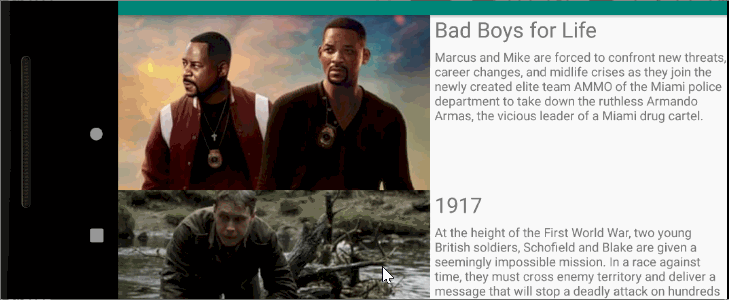 Bad Boys for Life
Marcus and Mike are forced to confront new threats,
career changes, and midlife crises as they join the
newly created elite team AMMO of the Miami police
department to take down the ruthless Armando
Armas, the vicious leader of a Miami drug cartel.
1917
At the height of the First World War, two young
British soldiers, Schofield and Blake are given a
seemingly impossible mission. In a race against
time, they must cross enemy territory and deliver a
message that will stop a deadly attack on hundreds